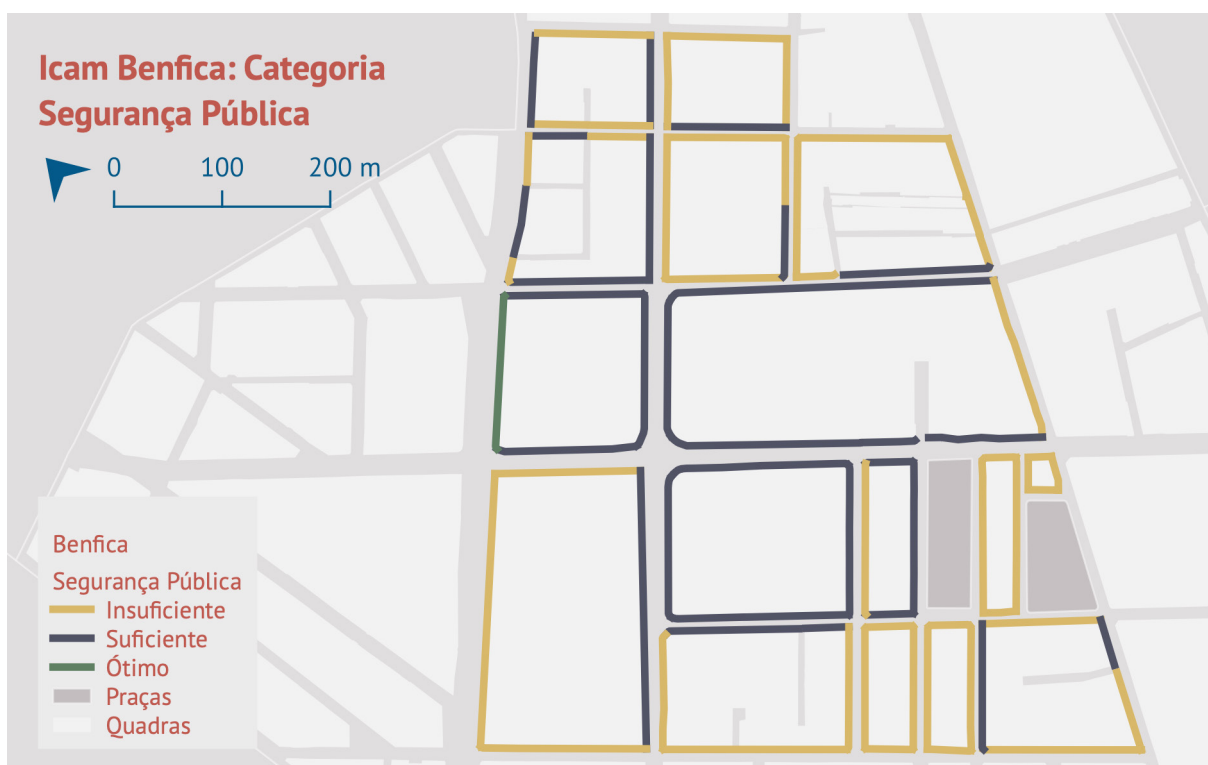 Icam Benfica: Categoria
Segurança Pública
0 100 200 m
Benfica
Segurança Pública
Insuficiente
Suficiente
Ótimo
Praças
Quadras